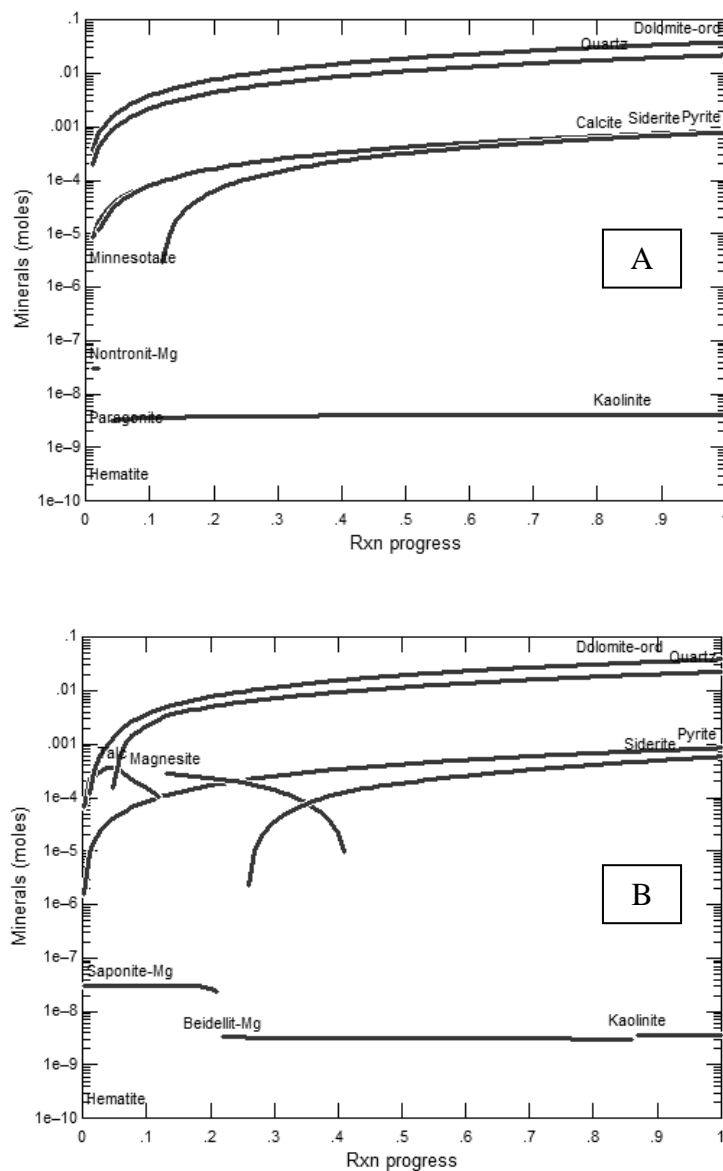 .1
Dolomite-ord
Quartz
.01
.001
Calcite Siderite Pyrite
1e–4
1e–5
Minnesotaite
A
1e–6
1e–7
Nontronit-Mg
1e–8
Paragonite
Kaolinite
1e–9
Hematite
1e–10
Minerals (moles)
0 .1 .2 .3 .4 .5 .6 .7 .8 .9 1
Rxn progress
.1
Dolomite-ord
Quartz
.01
.001
Talc Magnesite
Siderite Pyrite
1e–4
1e–5
B
1e–6
1e–7
Saponite-Mg
1e–8
Beidellit-Mg
Kaolinite
1e–9
Hematite
1e–10
Minerals (moles)
0 .1 .2 .3 .4 .5 .6 .7 .8 .9 1
Rxn progress